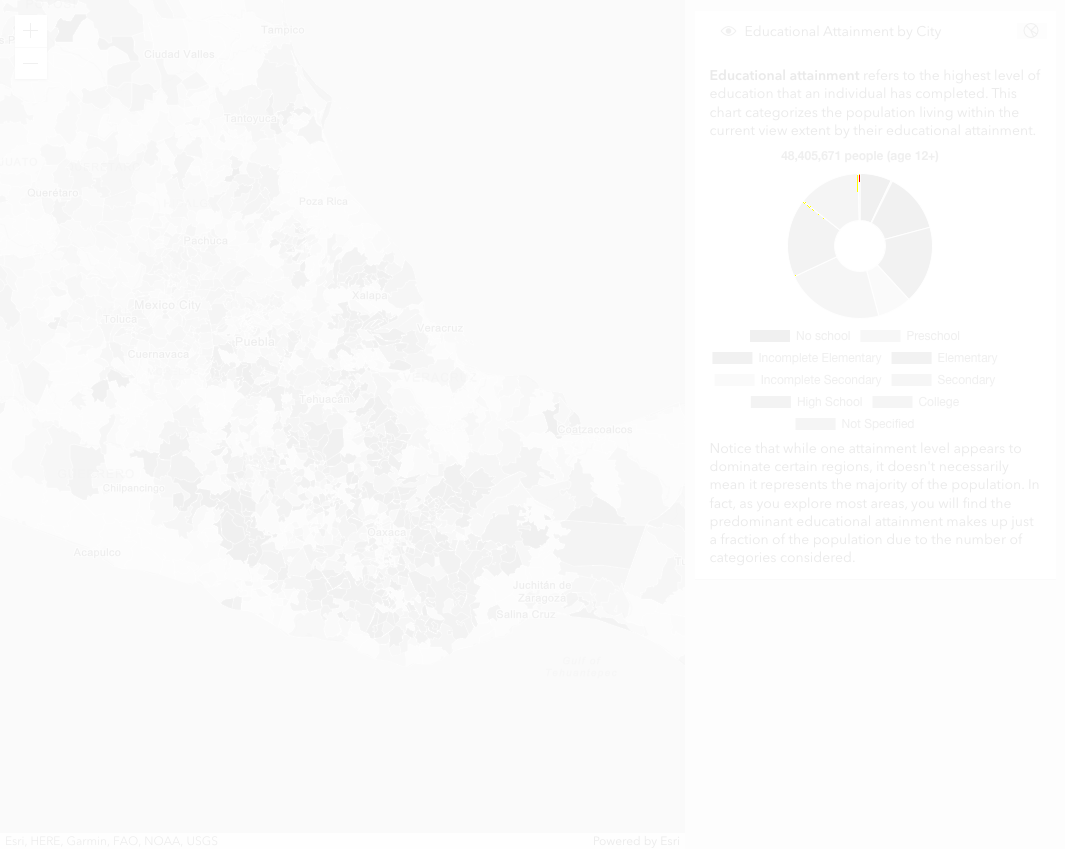 Tampico
Ciudad Valles
Tamoyucan
Querétaro
Poza Rica
Pachuca
Mexico City
Toluca
Xalapa
Veracruz
Puebla
Cuernavaca
Tehuacán
Coatzacoalcos
Chilpancingo
Oaxaca
Acapulco
Juchitán de
Zaragoza
Salina Cruz
Esri, HERE, Garmin, FAO, NOAA, USGS
Powered by Esri
Educational Attainment by City
Educational attainment refers to the highest level of
education that an individual has completed. This
chart categorizes the population living within the
current view extent by their educational attainment.
48,405,671 people (age 12+)
No school Preschool
Incomplete Elementary Elementary
Incomplete Secondary Secondary
High School College
Not Specified
Notice that while one attainment level appears to
dominate certain regions, it doesn't necessarily
mean it represents the majority of the population. In
fact, as you explore most areas, you will find the
predominant educational attainment makes up just
a fraction of the population due to the number of
categories considered.